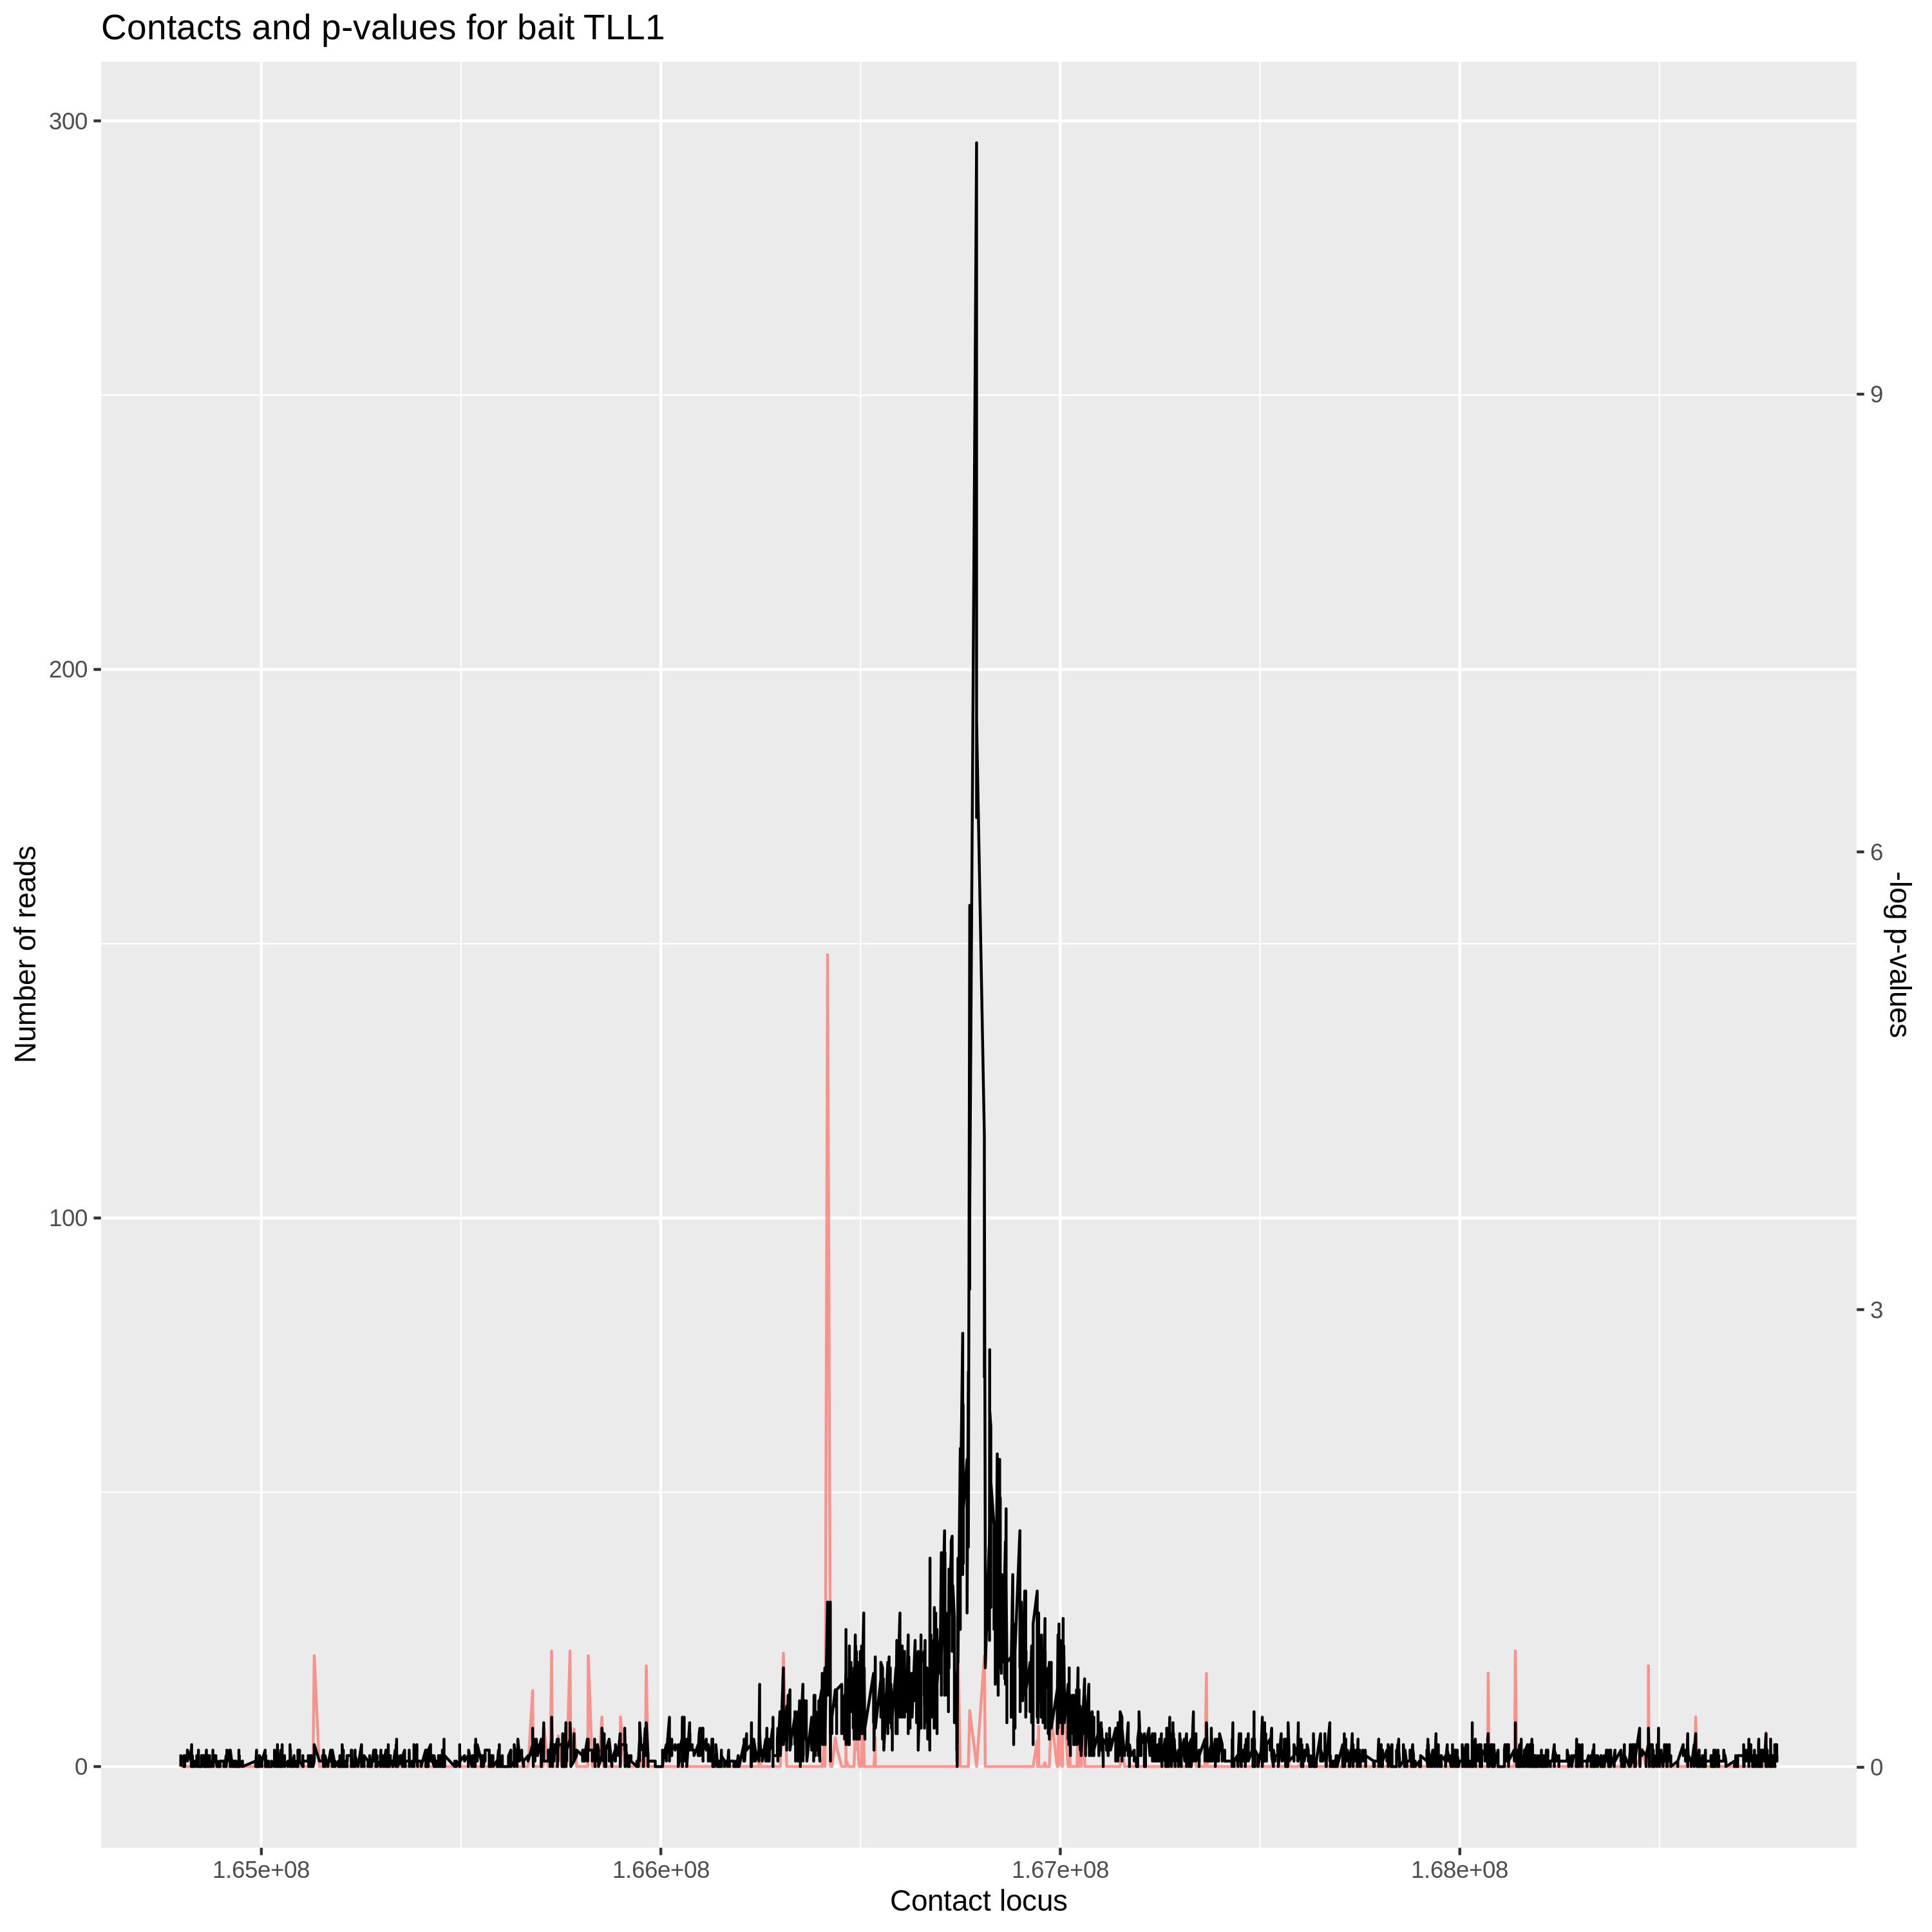 Contacts and p-values for bait TLL1
300
200
100
0
Number of reads
9
6
3
0
-log p-values
1.65e+08
1.66e+08
1.67e+08
1.68e+08
Contact locus